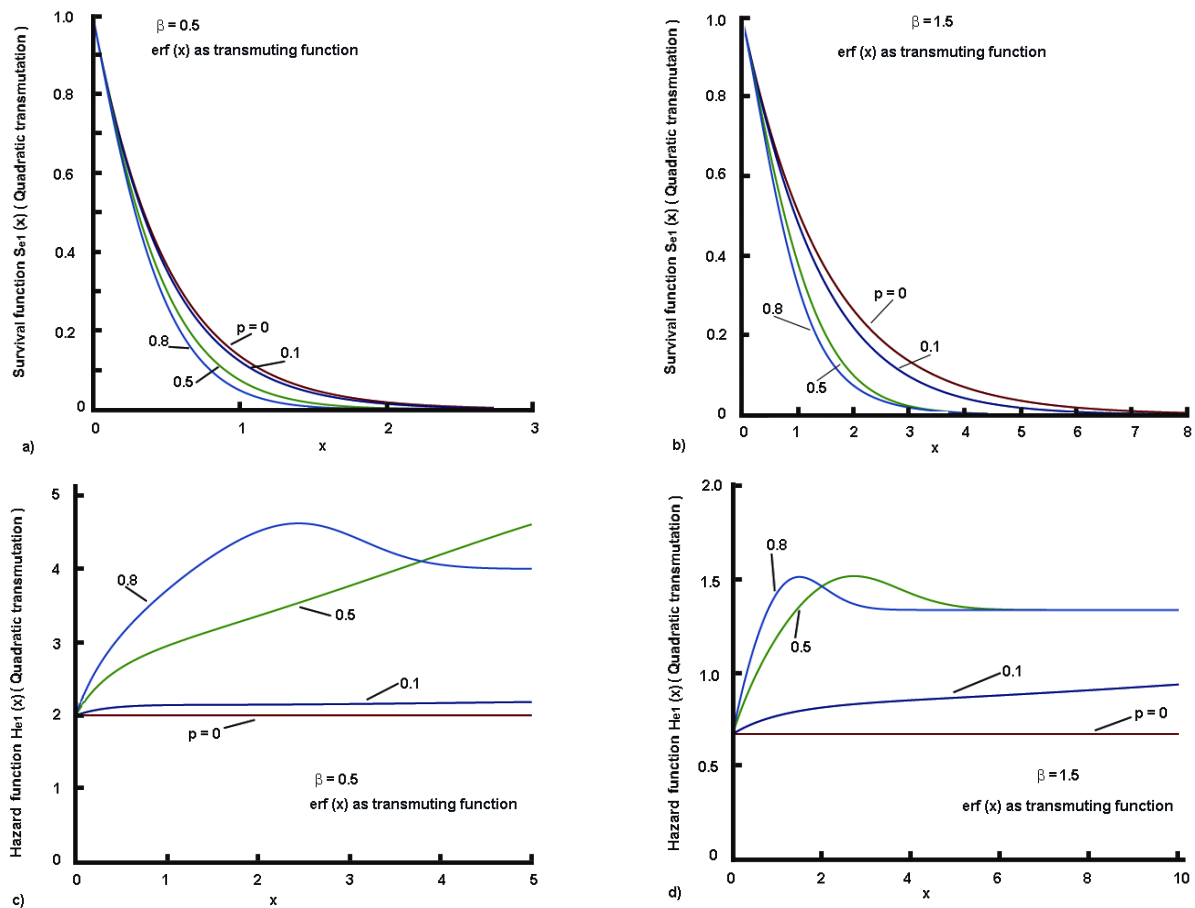 Survival function Se1 (x) ( Quadratic transmutation )
β = 0.5
erf (x) as transmuting function
1.0
0.8
0.6
0.4
0.2
0
p = 0
0.8
0.1
0.5
0
1
2
3
x
a)
Survival function Se1 (x) ( Quadratic transmutation )
β = 1.5
erf (x) as transmuting function
1.0
0.8
0.6
0.4
0.2
0
p = 0
0.8
0.1
0.5
0
1
2
3
4
5
6
7
8
x
b)
Hazard function He1 (x) ( Quadratic transmutation )
5
4
3
2
1
0
0.8
0.5
0.1
p = 0
β = 0.5
erf (x) as transmuting function
0
1
2
3
4
5
x
c)
Hazard function He1 (x) ( Quadratic transmutation )
2.0
1.5
1.0
0.5
0
0.8
0.5
0.1
p = 0
β = 1.5
erf (x) as transmuting function
0
2
4
6
8
10
x
d)